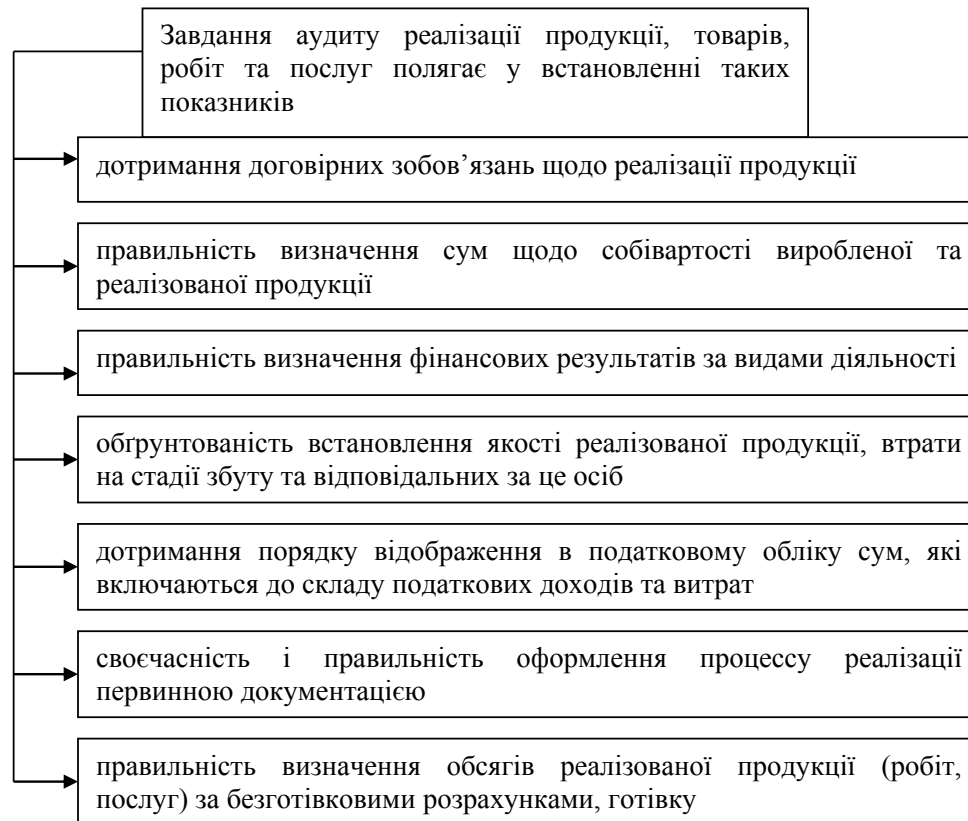 Завдання аудиту реалізації продукції, товарів,
робіт та послуг полягає у встановленні таких
показників
дотримання договірних зобов’язань щодо реалізації продукції
правильність визначення сум щодо собівартості виробленої та
реалізованої продукції
правильність визначення фінансових результатів за видами діяльності
обґрунтованість встановлення якості реалізованої продукції, втрати
на стадії збуту та відповідальних за це осіб
дотримання порядку відображення в податковому обліку сум, які
включаються до складу податкових доходів та витрат
своєчасність і правильність оформлення процессу реалізації
первинною документацією
правильність визначення обсягів реалізованої продукції (робіт,
послуг) за безготівковими розрахунками, готівку